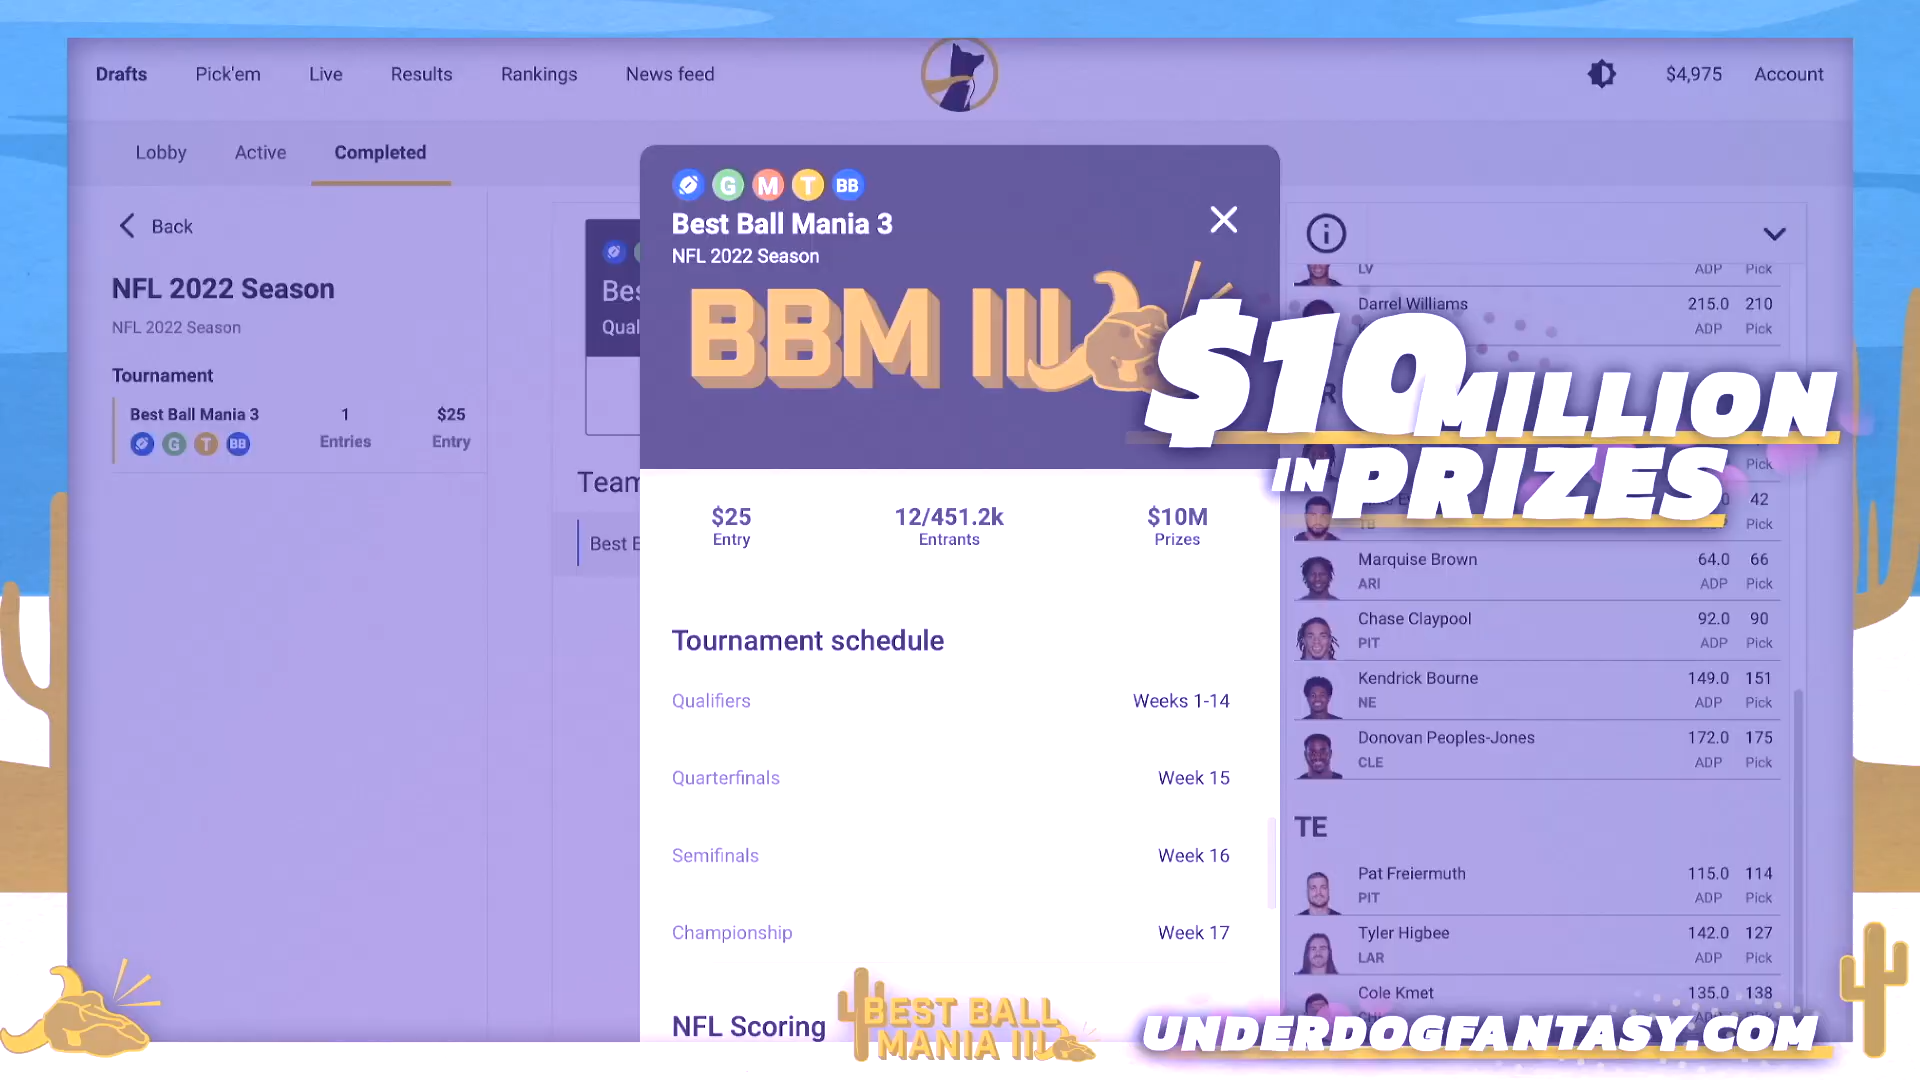 Drafts Pick'em Live Results Rankings News feed $4,975 Account
Lobby Active Completed
Back
NFL 2022 Season
NFL 2022 Season
Tournament
Best Ball Mania 3 1 $25
G T BB Entries Entry
Bes
Qual
Team
Best B
G M T BB
Best Ball Mania 3
NFL 2022 Season
BBM III
$25 12/451.2k $10M
Entry Entrants Prizes
Tournament schedule
Qualifiers Weeks 1-14
Quarterfinals Week 15
Semifinals Week 16
Championship Week 17
NFL Scoring
LV ADP Pick
Darrel Williams 215.0 210
ADP Pick
$10 MILLION
IN PRIZES
Pick
42
TB Pick
Marquise Brown 64.0 66
ARI ADP Pick
Chase Claypool 92.0 90
PIT ADP Pick
Kendrick Bourne 149.0 151
NE ADP Pick
Donovan Peoples-Jones 172.0 175
CLE ADP Pick
TE
Pat Freiermuth 115.0 114
PIT ADP Pick
Tyler Higbee 142.0 127
LAR ADP Pick
Cole Kmet 135.0 138
BEST BALL
MANIA III
UNDERDOGFANTASY.COM